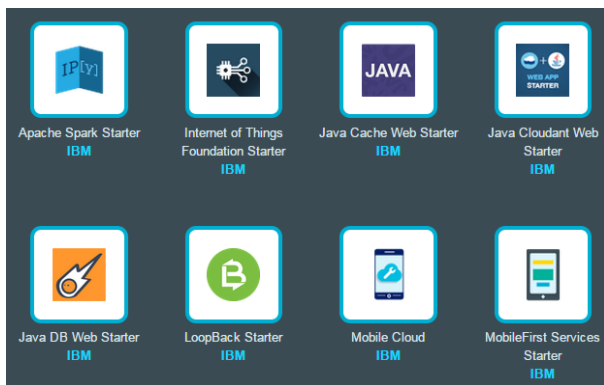 IP[y]
JAVA
WEB APP
STARTER
Apache Spark Starter
IBM
Internet of Things
Foundation Starter
IBM
Java Cache Web Starter
IBM
Java Cloudant Web
Starter
IBM
Java DB Web Starter
IBM
LoopBack Starter
IBM
Mobile Cloud
IBM
MobileFirst Services
Starter
IBM